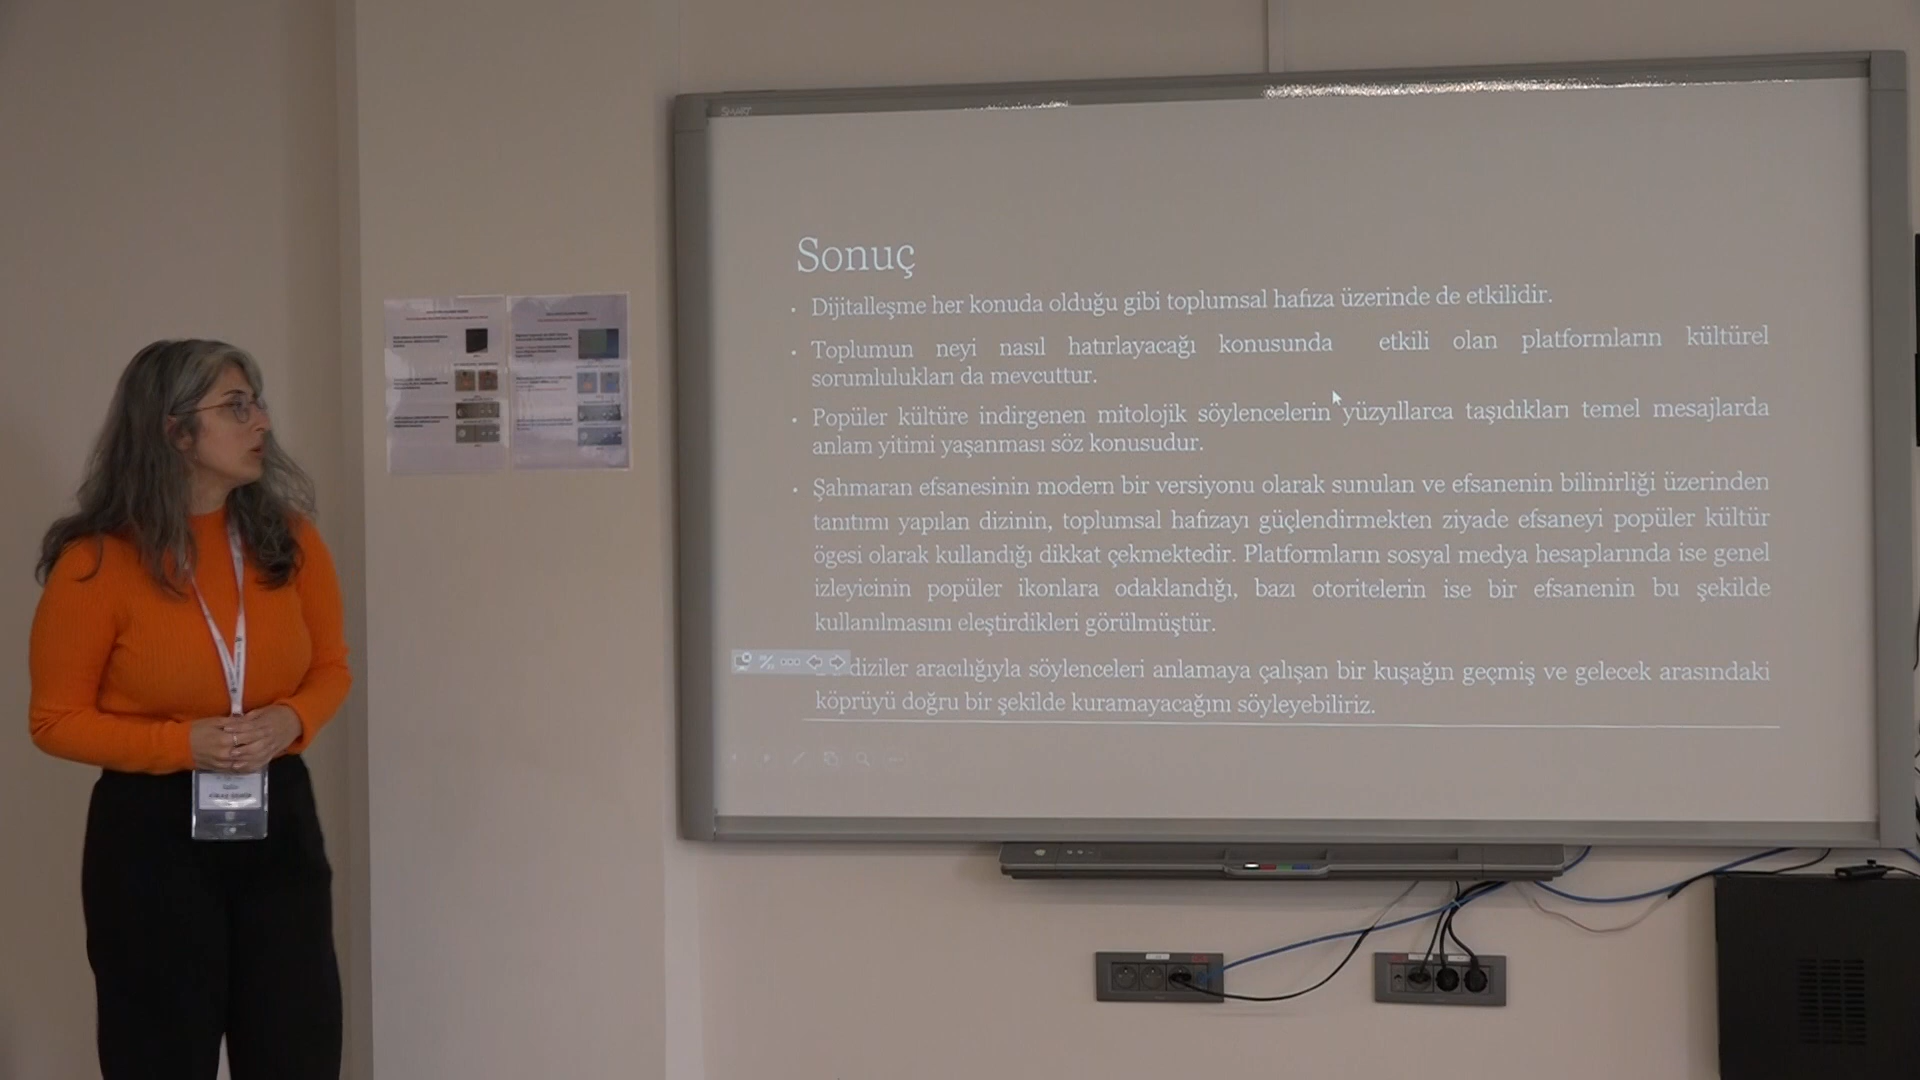 SMART
Sonuç
• Dijitalleşme her konuda olduğu gibi toplumsal hafıza üzerinde de etkilidir.
• Toplumun neyi nasıl hatırlayacağı konusunda etkili olan platformların kültürel
sorumlulukları da mevcuttur.
• Popüler kültüre indirgenen mitolojik söylencelerin yüzyıllarca taşıdıkları temel mesajlarda
anlam yitimi yaşanması söz konusudur.
• Şahmaran efsanesinin modern bir versiyonu olarak sunulan ve efsanenin bilinirliği üzerinden
tanıtımı yapılan dizinin, toplumsal hafızayı güçlendirmekten ziyade efsaneyi popüler kültür
ögesi olarak kullandığı dikkat çekmektedir. Platformların sosyal medya hesaplarında ise genel
izleyicinin popüler ikonlara odaklandığı, bazı otoritelerin ise bir efsanenin bu şekilde
kullanılmasını eleştirdikleri görülmüştür.
diziler aracılığıyla söylenceleri anlamaya çalışan bir kuşağın geçmiş ve gelecek arasındaki
köprüyü doğru bir şekilde kuramayacağını söyleyebiliriz.